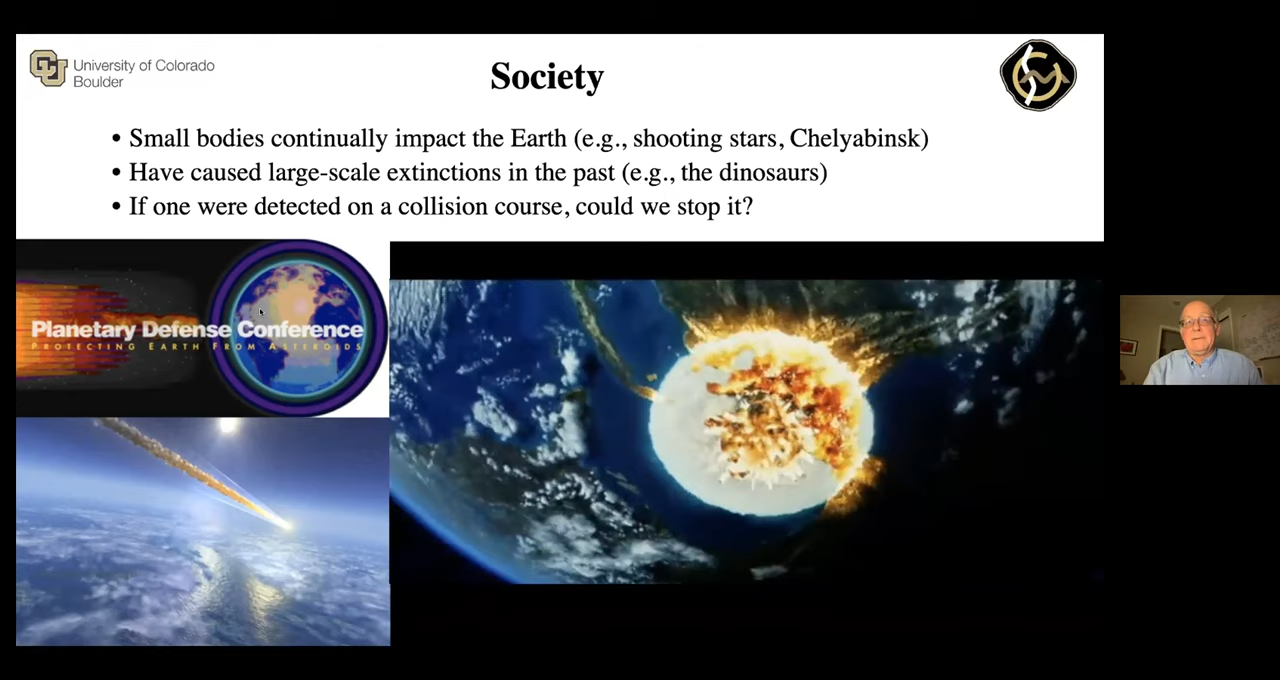 University of Colorado
Boulder
Society
• Small bodies continually impact the Earth (e.g., shooting stars, Chelyabinsk)
• Have caused large-scale extinctions in the past (e.g., the dinosaurs)
• If one were detected on a collision course, could we stop it?
Planetary Defense Conference
PROTECTING EARTH FROM ASTEROIDS